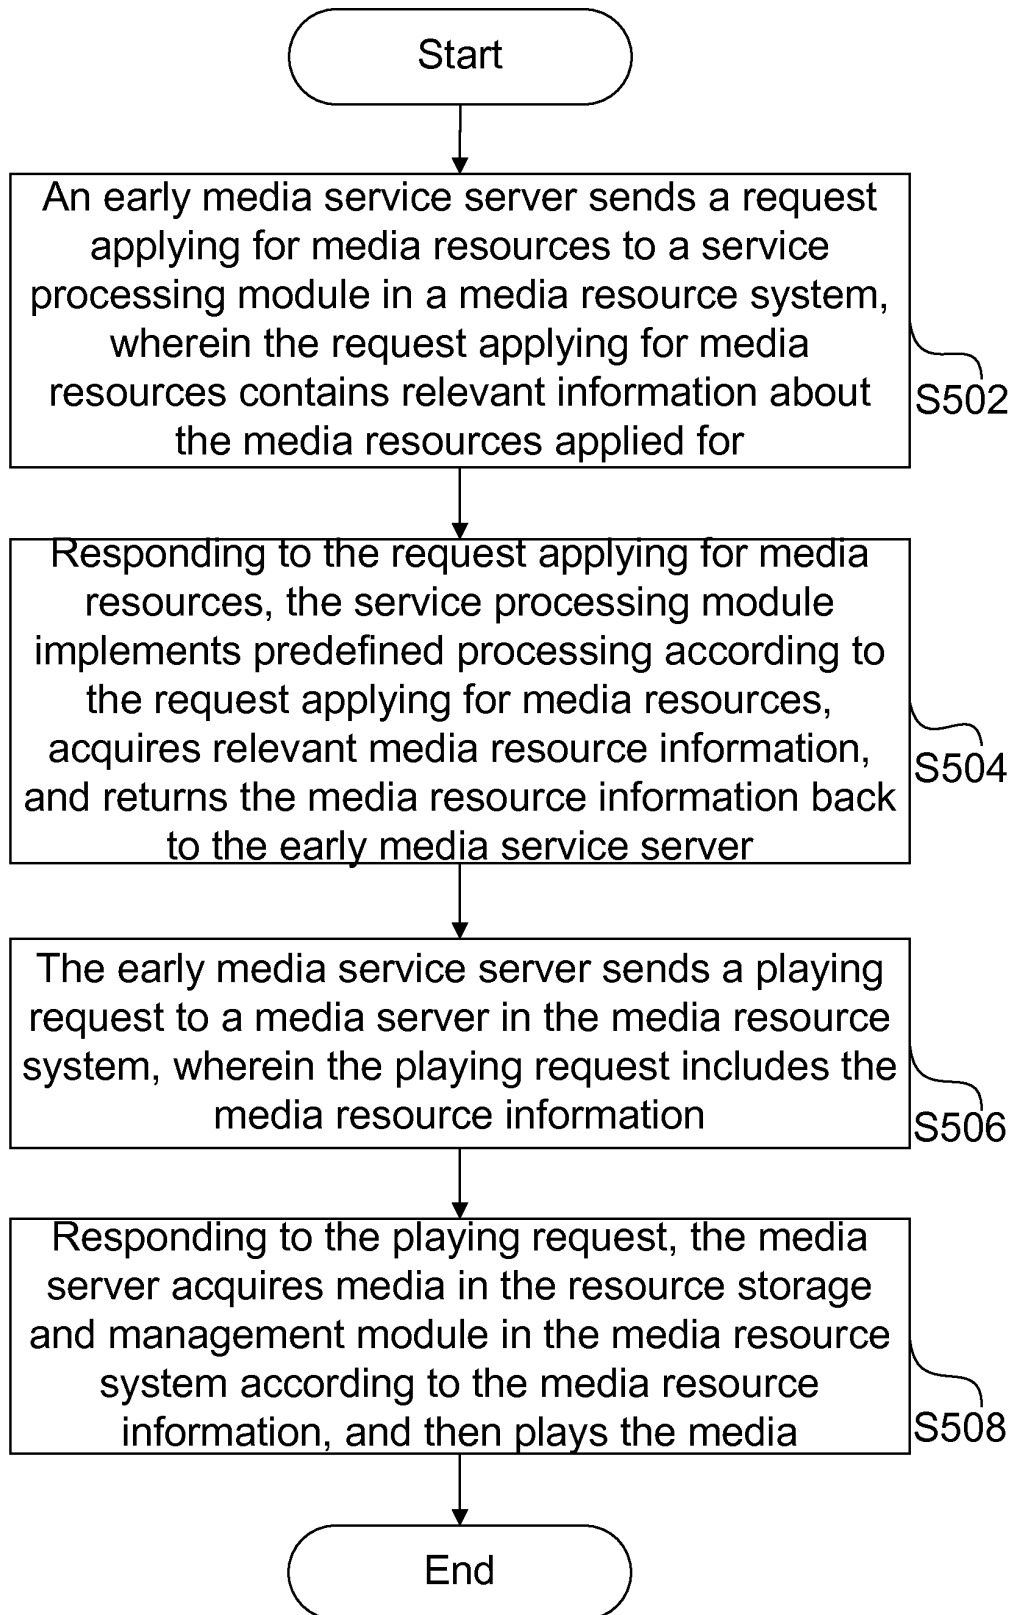 Start
An early media service server sends a request
applying for media resources to a service
processing module in a media resource system,
wherein the request applying for media
resources contains relevant information about
the media resources applied for
S502
Responding to the request applying for media
resources, the service processing module
implements predefined processing according to
the request applying for media resources,
acquires relevant media resource information,
and returns the media resource information back
to the early media service server
S504
The early media service server sends a playing
request to a media server in the media resource
system, wherein the playing request includes the
media resource information
S506
Responding to the playing request, the media
server acquires media in the resource storage
and management module in the media resource
system according to the media resource
information, and then plays the media
S508
End